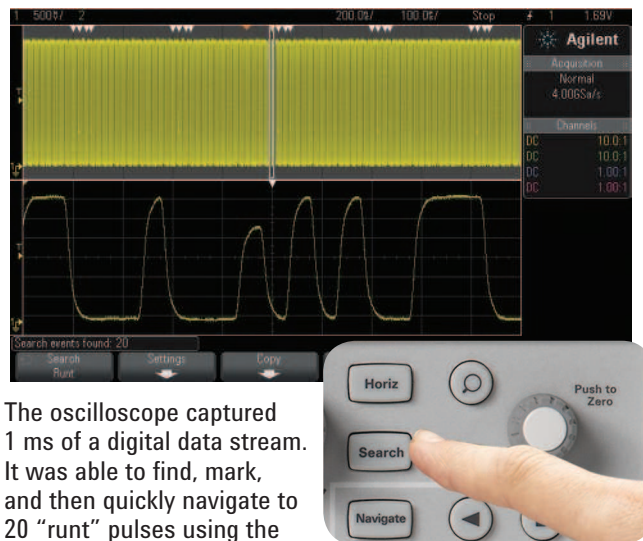 1 500▽/ 2 200.0▽/ 100.0▽/ Stop 1 1.69V
Agilent
Acquisition
Normal
4.00GSa/s
Channels
DC 10.0:1
DC 10.0:1
DC 1.00:1
DC 1.00:1
Search events found: 20
Search Settings Copy
Runt
Horiz
Push to
Zero
Search
Navigate
The oscilloscope captured
1 ms of a digital data stream.
It was able to find, mark,
and then quickly navigate to
20 “runt” pulses using the